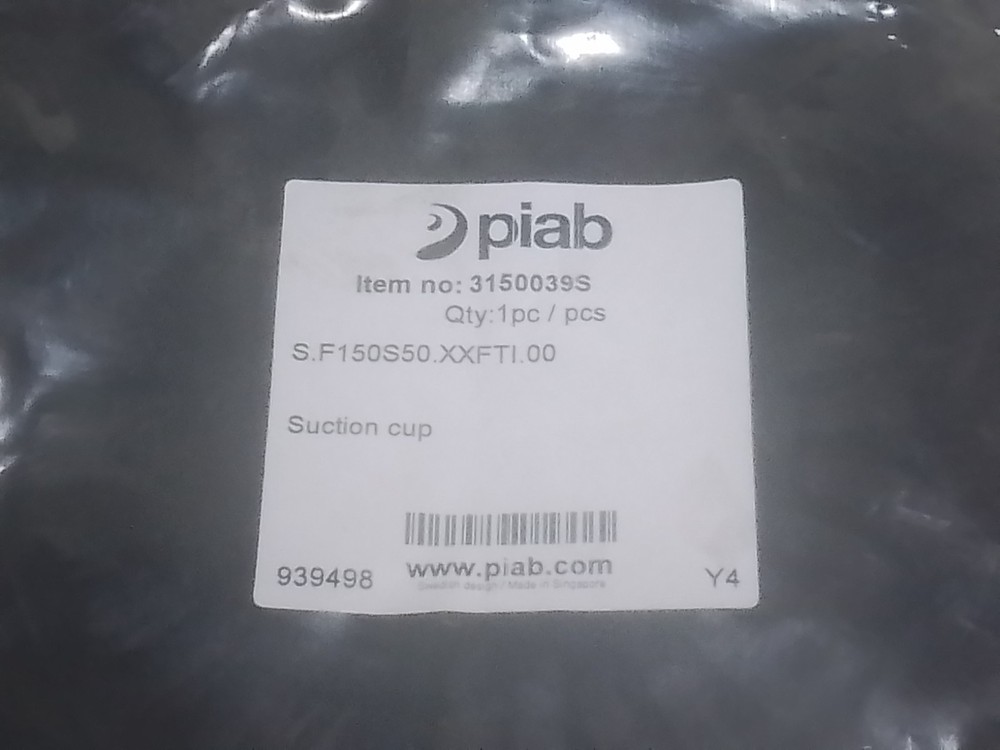 piab
Item no: 3150039S
Qty:1pc / pcs
S.F150S50.XXFTI.00
Suction cup
www.piab.com
939498
Swedish design / Made in Singapore
Y4